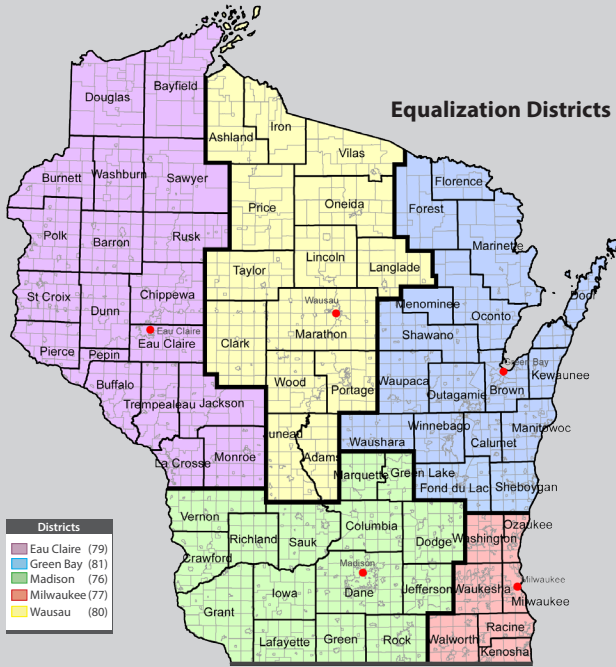 Equalization Districts
Bayfield
Douglas
Iron
Ashland
Vilas
Florence
Burnett
Washburn
Sawyer
Price
Oneida
Forest
Polk
Barron
Rusk
Marinette
Lincoln
Taylor
Langlade
St Croix
Chippewa
Dunn
Wausau
Menominee
Oconto
Door
Eau Claire
Eau Claire
Marathon
Shawano
Clark
Pierce
Pepin
Green Bay
Kewaunee
Buffalo
Wood
Portage
Waupaca
Outagamie
Brown
Trempealeau
Jackson
Juneau
Adams
Waushara
Winnebago
Calumet
Manitowoc
La Crosse
Monroe
Marquette
Green Lake
Fond du Lac
Sheboygan
Vernon
Richland
Sauk
Columbia
Dodge
Washington
Ozaukee
Crawford
Madison
Dane
Jefferson
Waukesha
Milwaukee
Milwaukee
Grant
Iowa
Lafayette
Green
Rock
Walworth
Racine
Kenosha
Districts
Eau Claire (79)
Green Bay (81)
Madison (76)
Milwaukee (77)
Wausau (80)